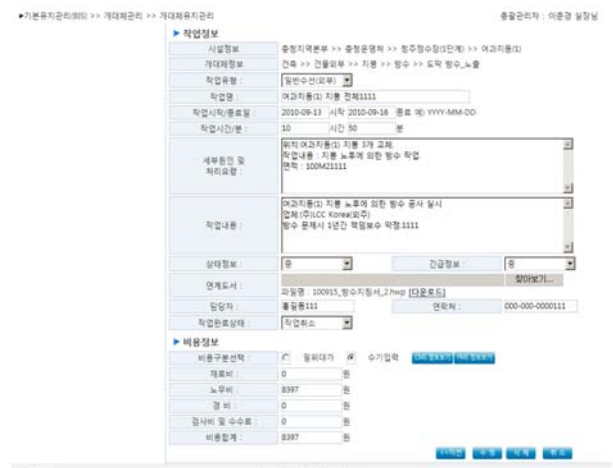 ▶기본유지관리(BIS) >> 개대체관리 >> 개대체유지관리
총괄관리자 : 이춘경 실장님
▶ 작업정보
시설정보 충청지역본부 >> 충청운영처 >> 청주정수장(1단계) >> 여과지동(1)
개대체정보 건축 >> 건물외부 >> 지붕 >> 방수 >> 도막 방수_노출
작업유형 : 일반수선(외부)
작업명 : 여과지동(1) 지붕 전체1111
작업시작/종료일 : 2010-09-13 시작 2010-09-16 종료 예) YYYY-MM-DD
작업시간/분 : 10 시간 50 분
세부원인 및 처리요령 :
위치:여과지동(1) 지붕 3개 교체.
작업내용 : 지붕 노후에 의한 방수 작업.
면적 : 100M21111
작업내용 :
여과지동(1) 지붕 노후에 의한 방수 공사 실시
업체:(주)LCC Korea(외주)
방수 문제시 1년간 책임보수 약정.1111
상태정보 : 중 긴급정보 : 중
연계도서 : 찾아보기...
파일명 : 100915_방수지침서_2.hwp [다운로드]
담당자 : 홍길동111 연락처 : 000-000-0000111
작업완료상태 : 작업취소
▶ 비용정보
비용구분선택 : 일위대가 수기입력
재료비 : 0 원
노무비 : 8397 원
경 비 : 0 원
검사비 및 수수료 : 0 원
비용합계 : 8397 원
<<이전 수 정 삭 제 취 소